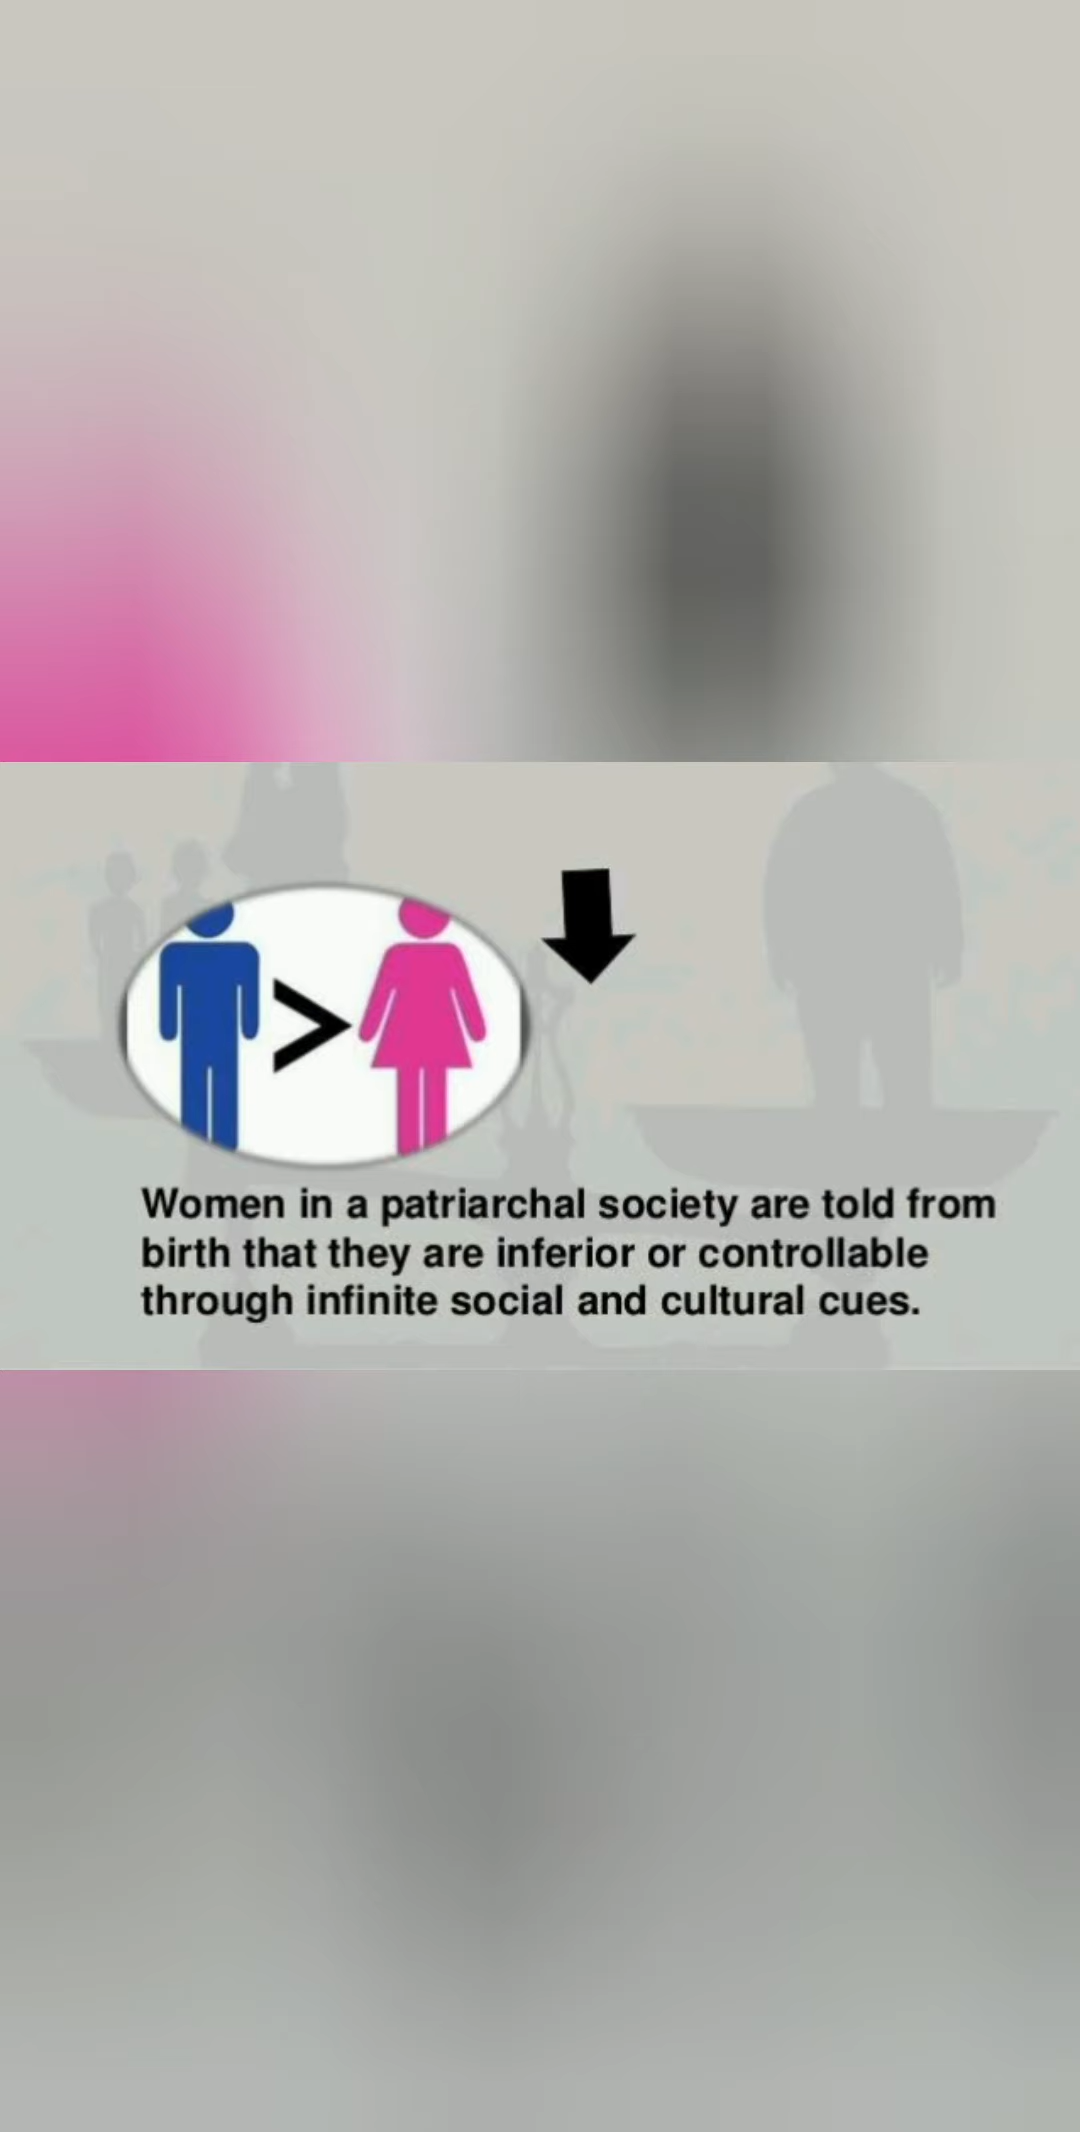 Women in a patriarchal society are told from
birth that they are inferior or controllable
through infinite social and cultural cues.